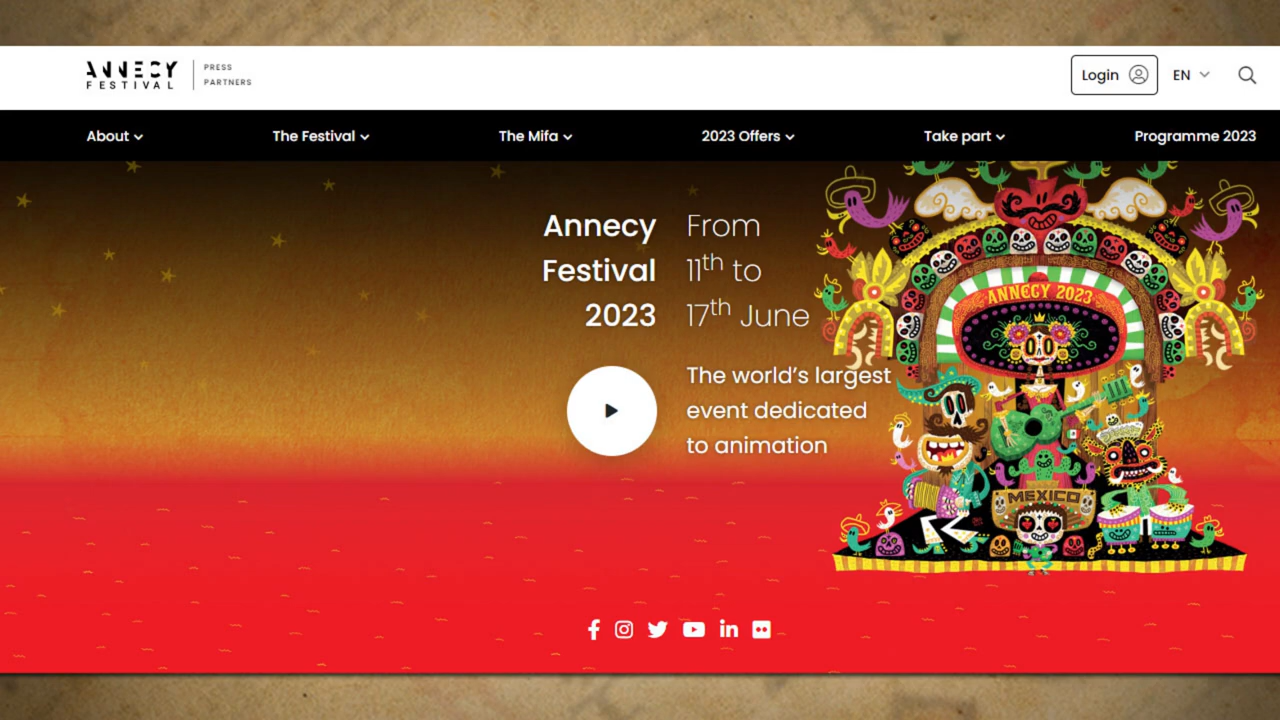 ANNECY
FESTIVAL
PRESS
PARTNERS
Login
EN
About
The Festival
The Mifa
2023 Offers
Take part
Programme 2023
Annecy
Festival
2023
From
11th to
17th June
The world's largest
event dedicated
to animation
ANNECY 2023
MEXICO